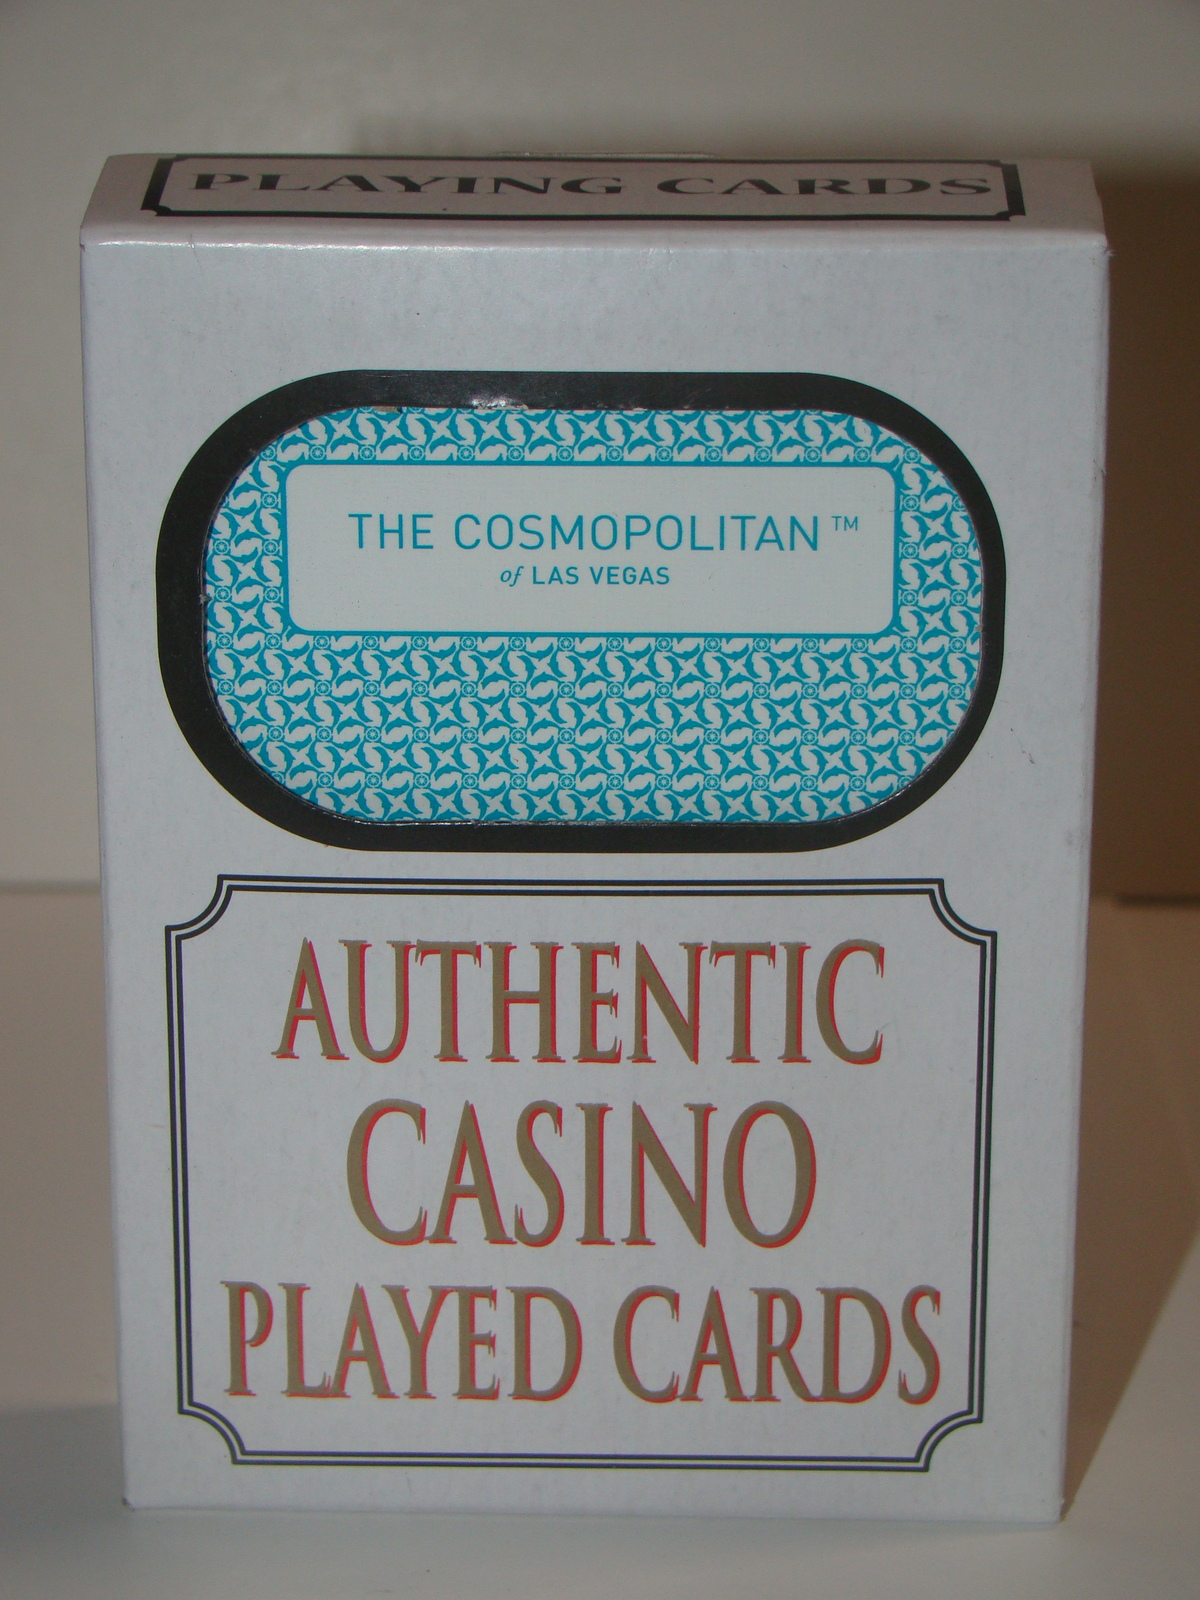 PLAYING CARDS
THE COSMOPOLITAN™
of LAS VEGAS
AUTHENTIC
CASINO
PLAYED CARDS